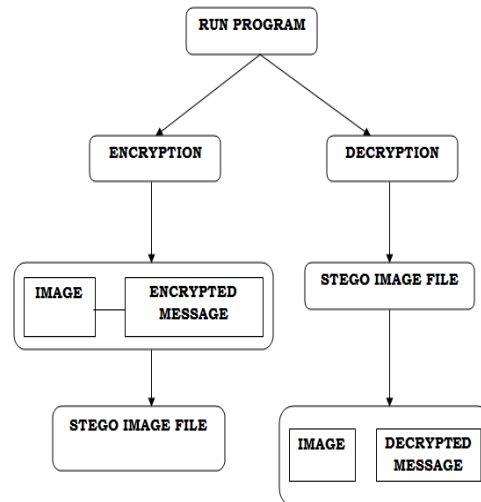 RUN PROGRAM
ENCRYPTION
DECRYPTION
IMAGE
ENCRYPTED
MESSAGE
STEGO IMAGE FILE
STEGO IMAGE FILE
IMAGE
DECRYPTED
MESSAGE